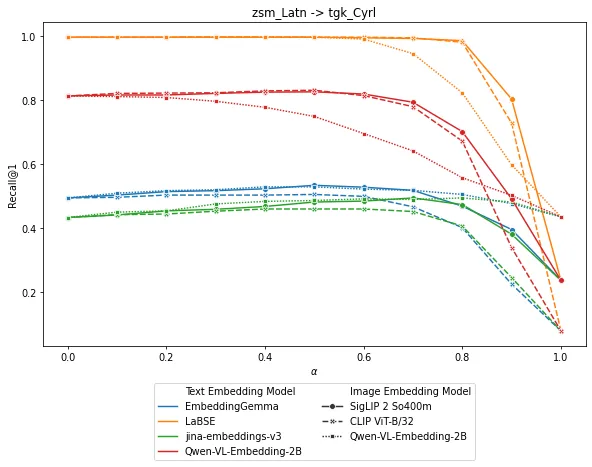 zsm_Latn -> tgk_Cyrl
1.0
0.8
0.6
0.4
0.2
Recall@1
0.0 0.2 0.4 0.6 0.8 1.0
α
Text Embedding Model Image Embedding Model
EmbeddingGemma SigLIP 2 So400m
LaBSE CLIP ViT-B/32
jina-embeddings-v3 Qwen-VL-Embedding-2B
Qwen-VL-Embedding-2B